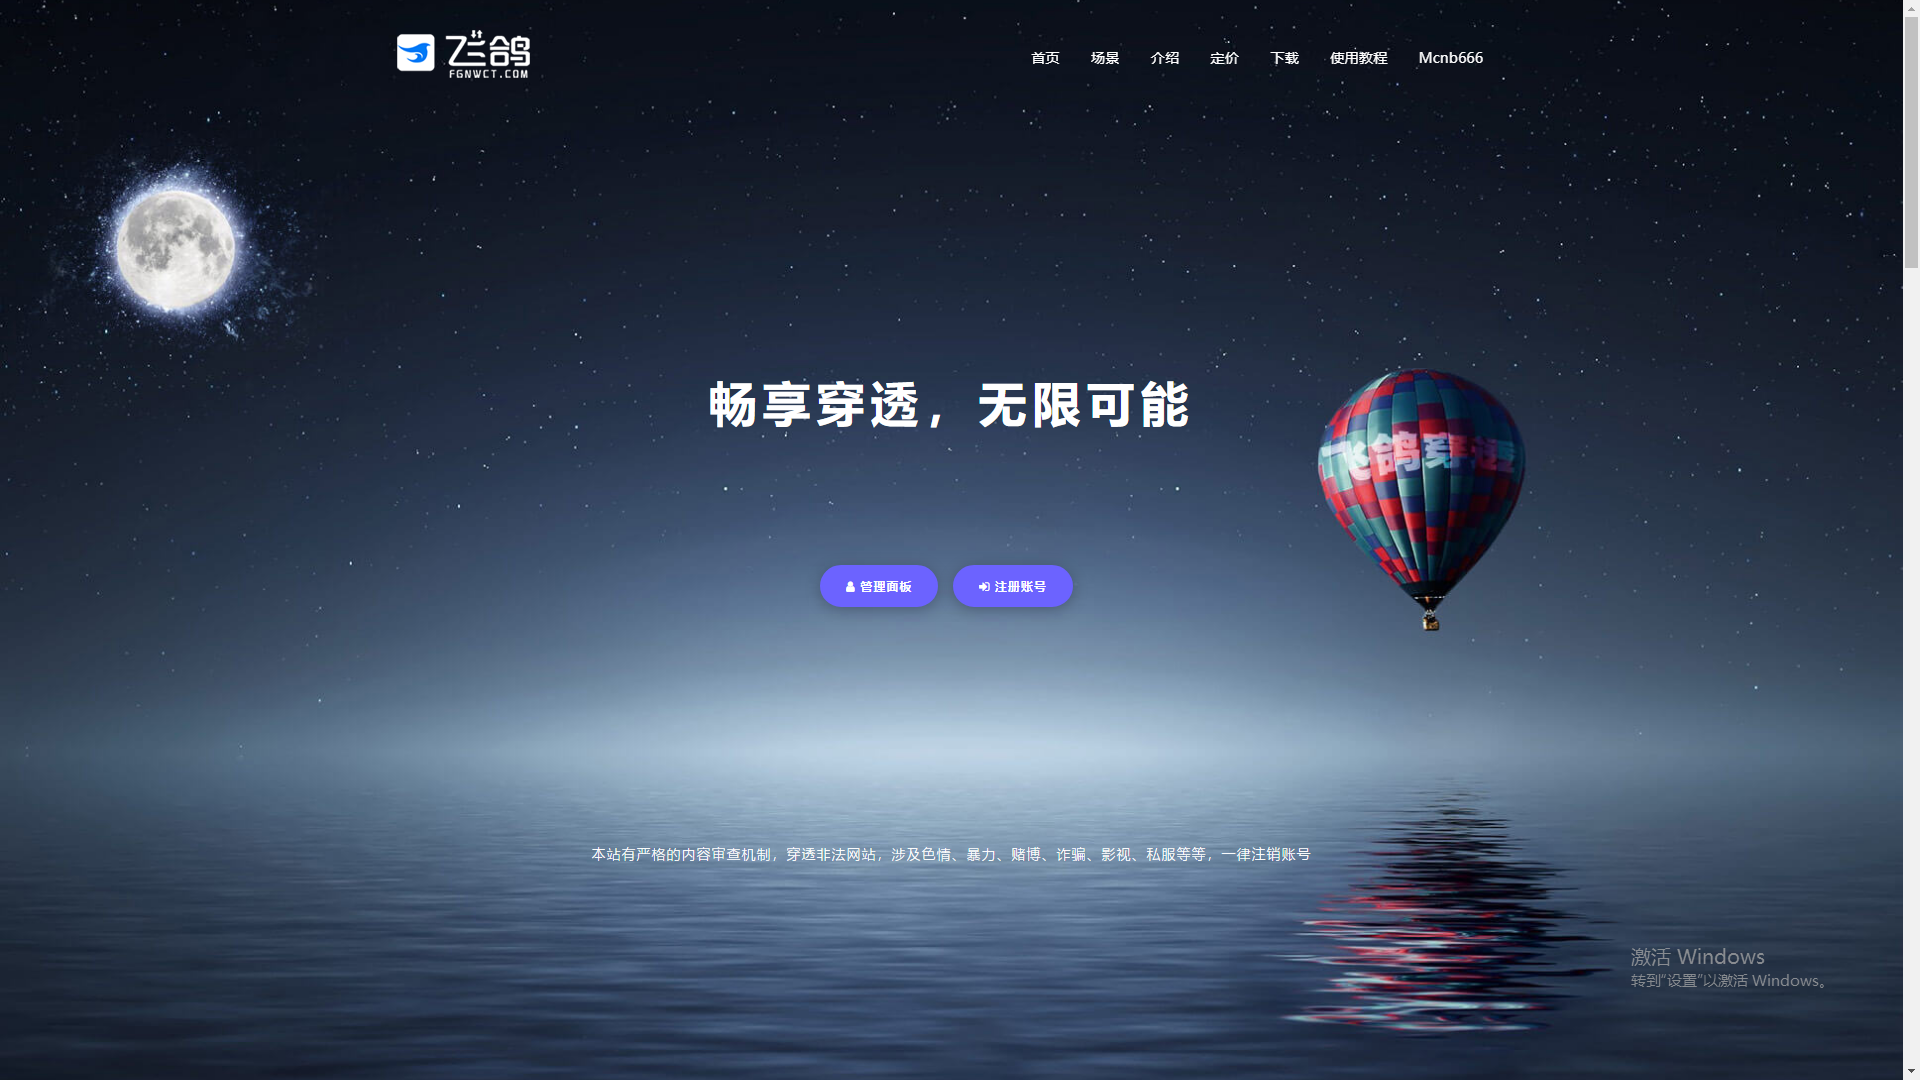 飞鸽
FGNWCT.COM
首页 场景 介绍 定价 下载 使用教程 Mcnb666
畅享穿透，无限可能
飞鸽穿透
管理面板 注册账号
本站有严格的内容审查机制，穿透非法网站，涉及色情、暴力、赌博、诈骗、影视、私服等等，一律注销账号
激活 Windows
转到“设置”以激活 Windows。